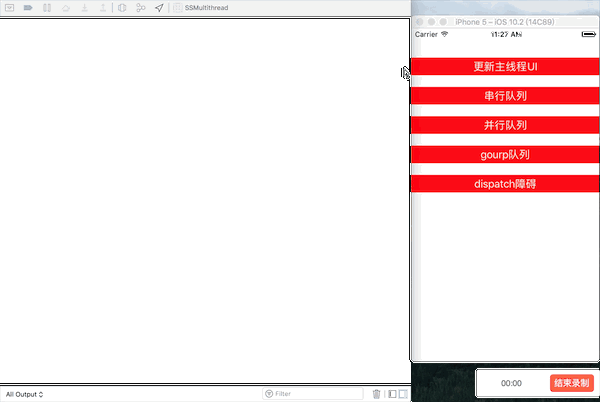 SSMultithread
iPhone 5 – iOS 10.2 (14C89)
Carrier 11:27 AM
更新主线程UI
串行队列
并行队列
gourp队列
dispatch障碍
00:00 结束录制
All Output Filter